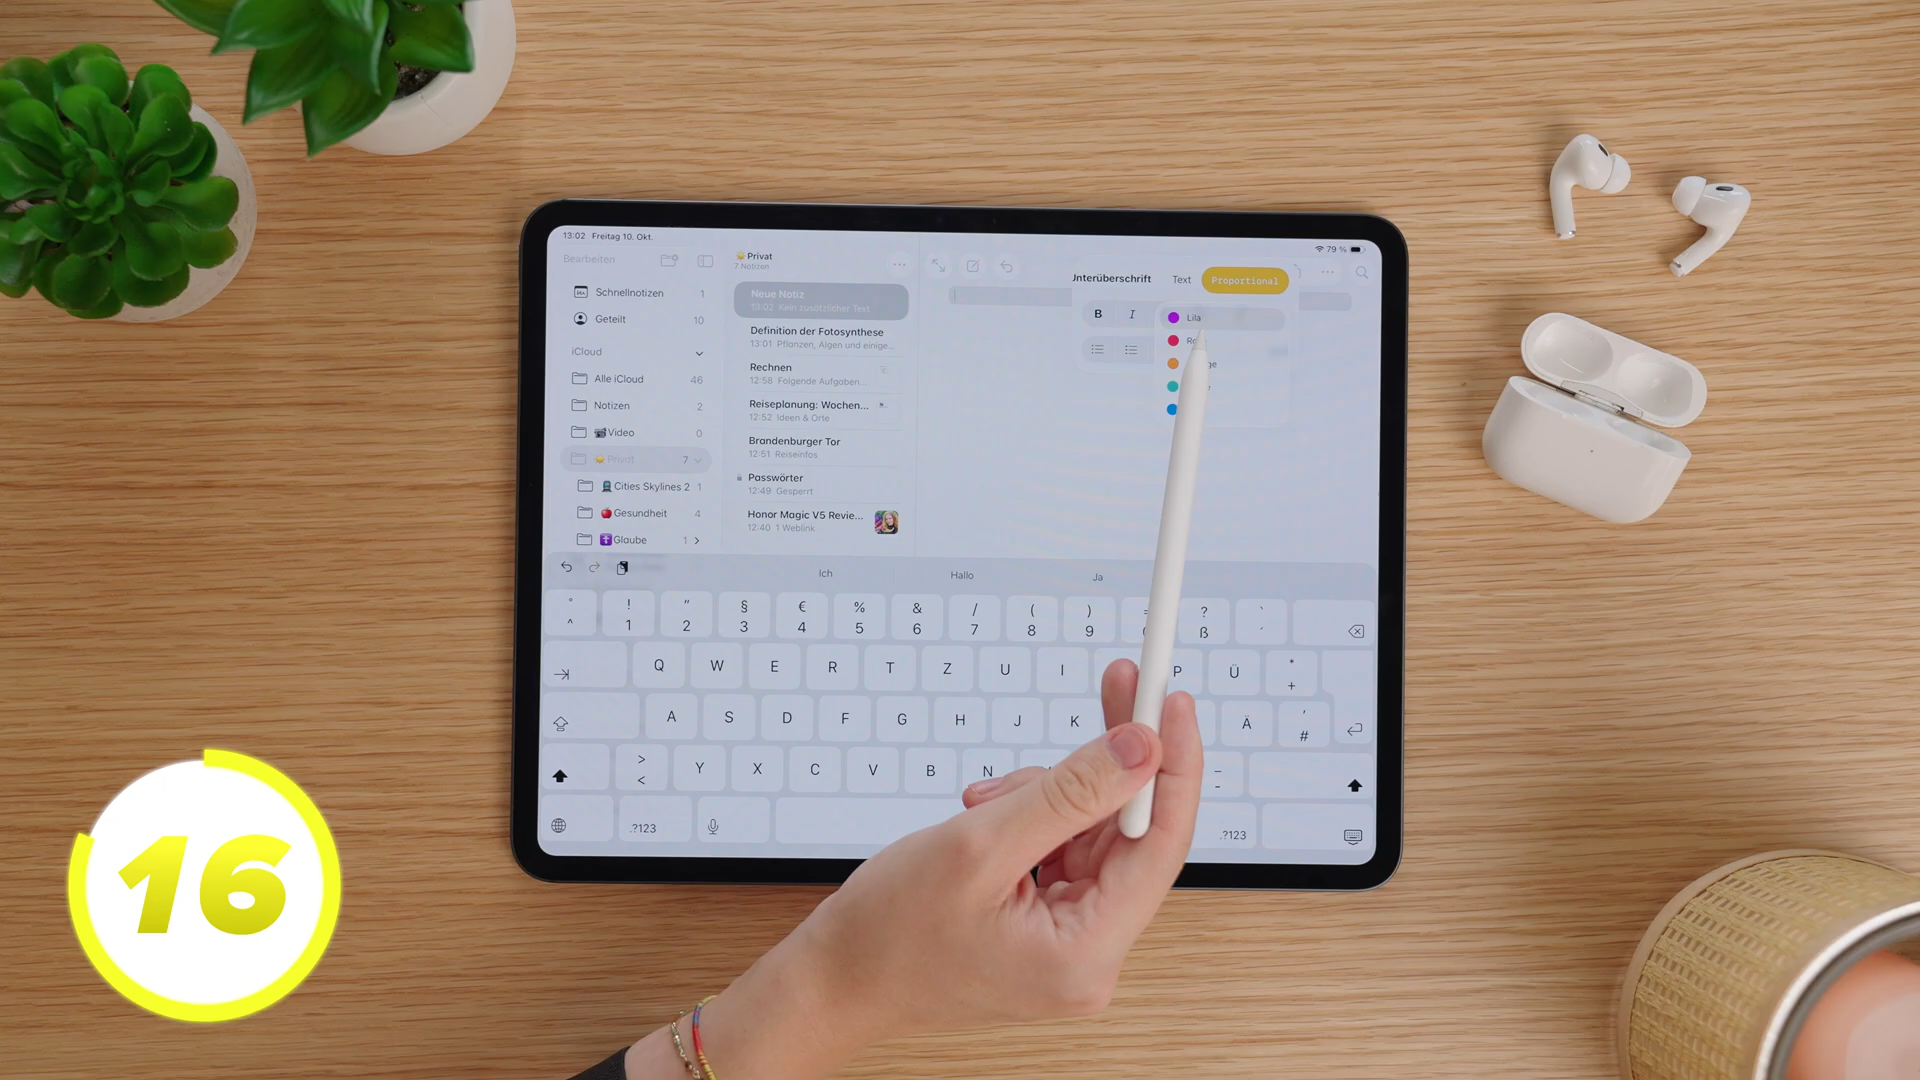 13:02 Freitag 10. Okt.
79 %
Bearbeiten
Schnellnotizen 1
Geteilt 10
iCloud
Alle iCloud 46
Notizen 2
📹Video 0
☀️Privat 7
Cities Skylines 2 1
🍎Gesundheit 4
✝️Glaube 1
☀️Privat
7 Notizen
Neue Notiz
13:02 Kein zusätzlicher Text
Definition der Fotosynthese
13:01 Pflanzen, Algen und einige...
Rechnen
12:58 Folgende Aufgaben...
Reiseplanung: Wochen...
12:52 Ideen & Orte
Brandenburger Tor
12:51 Reiseinfos
Passwörter
12:49 Gesperrt
Honor Magic V5 Revie...
12:40 1 Weblink
Unterüberschrift Text Proportional
B I
Lila
Ich Hallo Ja
° ! " § € % & / ( ) = ? `
^ 1 2 3 4 5 6 7 8 9 ß ´
Q W E R T Z U I P Ü * +
A S D F G H J K Ä ' #
> < Y X C V B N – -
.?123 .?123
16